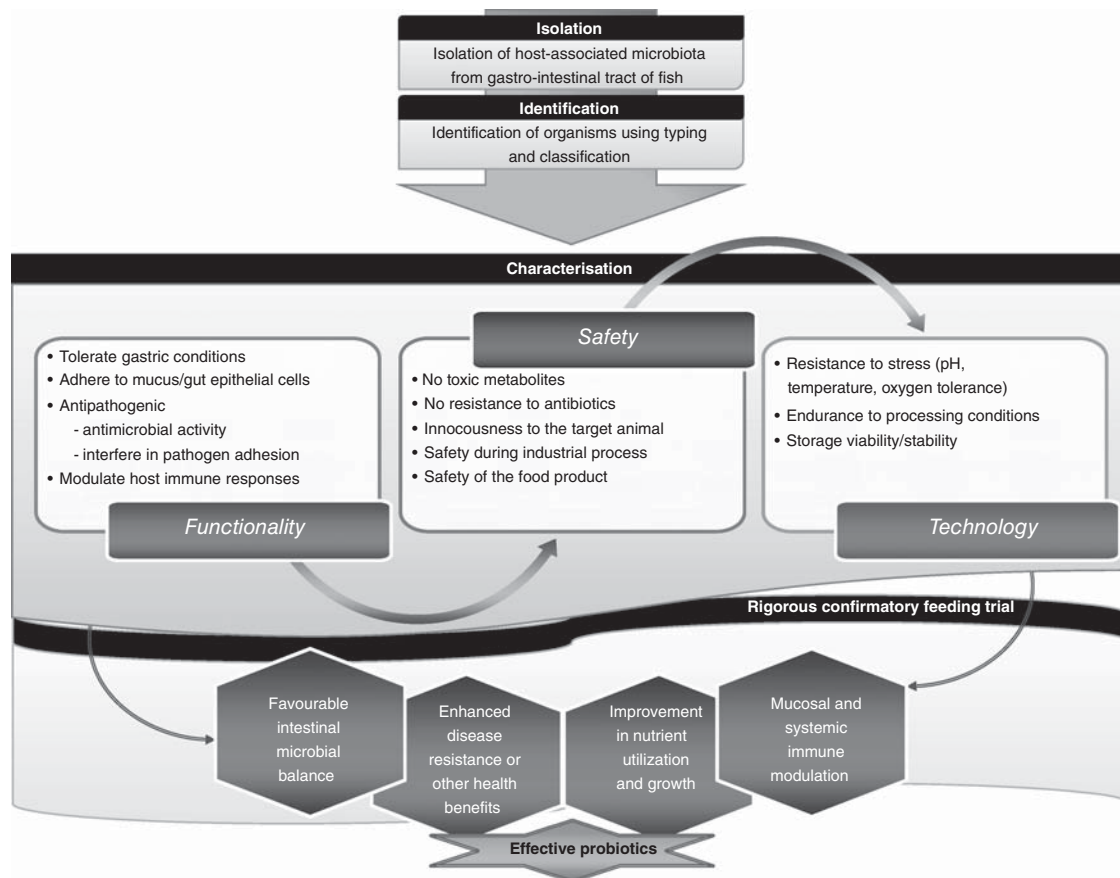 Isolation
Isolation of host-associated microbiota
from gastro-intestinal tract of fish
Identification
Identification of organisms using typing
and classification
Characterisation
• Tolerate gastric conditions
• Adhere to mucus/gut epithelial cells
• Antipathogenic
- antimicrobial activity
- interfere in pathogen adhesion
• Modulate host immune responses
Functionality
Safety
• No toxic metabolites
• No resistance to antibiotics
• Innocousness to the target animal
• Safety during industrial process
• Safety of the food product
• Resistance to stress (pH,
temperature, oxygen tolerance)
• Endurance to processing conditions
• Storage viability/stability
Technology
Rigorous confirmatory feeding trial
Favourable
intestinal
microbial
balance
Enhanced
disease
resistance or
other health
benefits
Improvement
in nutrient
utilization
and growth
Mucosal and
systemic
immune
modulation
Effective probiotics